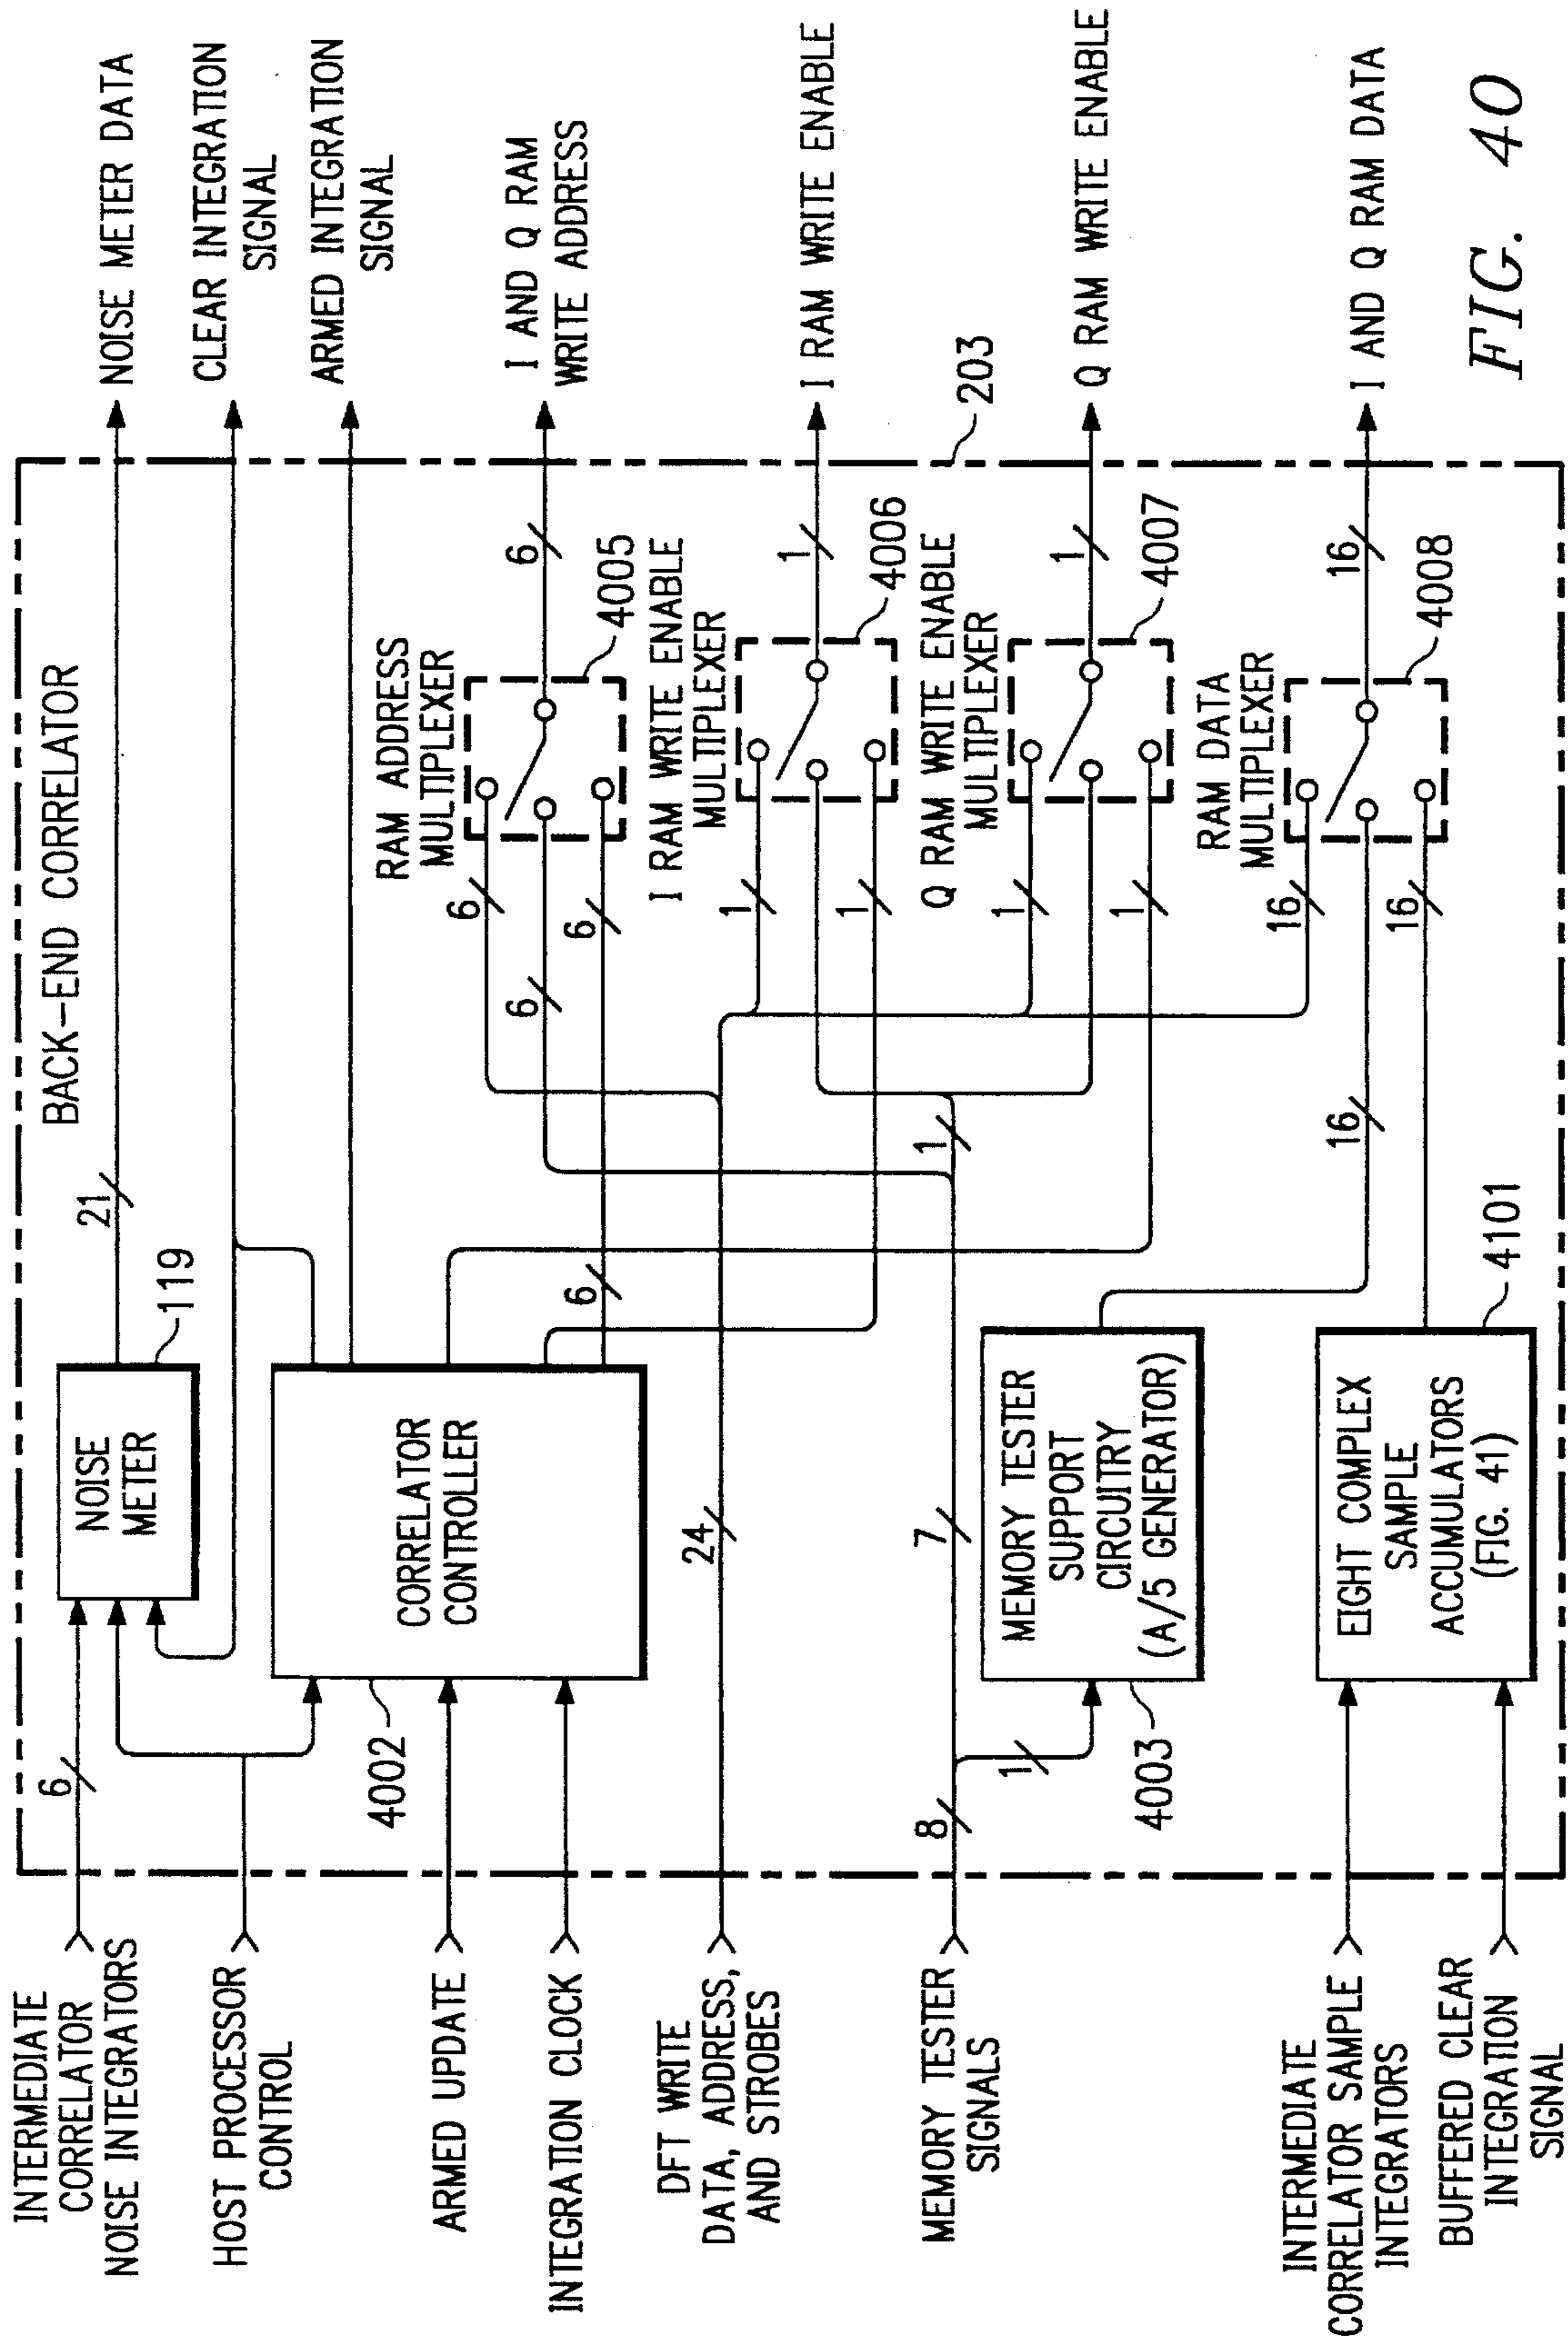 BACK-END CORRELATOR
INTERMEDIATE
CORRELATOR
NOISE INTEGRATORS
HOST PROCESSOR
CONTROL
ARMED UPDATE
INTEGRATION CLOCK
DFT WRITE
DATA, ADDRESS,
AND STROBES
MEMORY TESTER
SIGNALS
INTERMEDIATE
CORRELATOR SAMPLE
INTEGRATORS
BUFFERED CLEAR
INTEGRATION
SIGNAL
6
8
1
24
7
4002
4003
NOISE
METER
119
CORRELATOR
CONTROLLER
MEMORY TESTER
SUPPORT
CIRCUITRY
(A/5 GENERATOR)
EIGHT COMPLEX
SAMPLE
ACCUMULATORS
(FIG. 41)
4101
21
6
1
16
6
6
6
1
1
1
1
16
16
RAM ADDRESS
MULTIPLEXER
4005
I RAM WRITE ENABLE
MULTIPLEXER
4006
Q RAM WRITE ENABLE
MULTIPLEXER
4007
RAM DATA
MULTIPLEXER
4008
6
1
1
16
203
NOISE METER DATA
CLEAR INTEGRATION
SIGNAL
ARMED INTEGRATION
SIGNAL
I AND Q RAM
WRITE ADDRESS
I RAM WRITE ENABLE
Q RAM WRITE ENABLE
I AND Q RAM DATA
FIG. 40